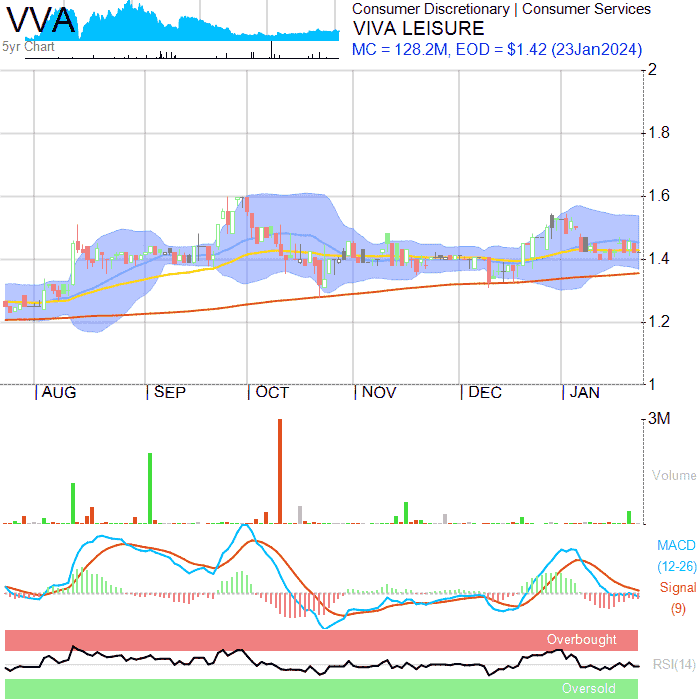 VVA
5yr Chart
Consumer Discretionary | Consumer Services
VIVA LEISURE
MC = 128.2M, EOD = $1.42 (23Jan2024)
2
1.8
1.6
1.4
1.2
1
AUG SEP OCT NOV DEC JAN
3M
Volume
MACD
(12-26)
Signal
(9)
Overbought
RSI(14)
Oversold